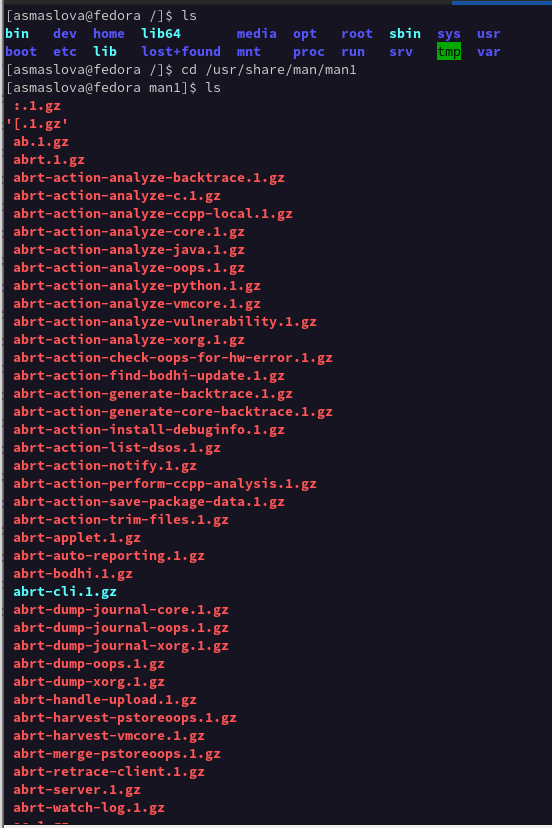 [asmaslova@fedora /]$ ls
bin dev home lib64 media opt root sbin sys usr
boot etc lib lost+found mnt proc run srv tmp var
[asmaslova@fedora /]$ cd /usr/share/man/man1
[asmaslova@fedora man1]$ ls
:.1.gz
'[.1.gz'
ab.1.gz
abrt.1.gz
abrt-action-analyze-backtrace.1.gz
abrt-action-analyze-c.1.gz
abrt-action-analyze-ccpp-local.1.gz
abrt-action-analyze-core.1.gz
abrt-action-analyze-java.1.gz
abrt-action-analyze-oops.1.gz
abrt-action-analyze-python.1.gz
abrt-action-analyze-vmcore.1.gz
abrt-action-analyze-vulnerability.1.gz
abrt-action-analyze-xorg.1.gz
abrt-action-check-oops-for-hw-error.1.gz
abrt-action-find-bodhi-update.1.gz
abrt-action-generate-backtrace.1.gz
abrt-action-generate-core-backtrace.1.gz
abrt-action-install-debuginfo.1.gz
abrt-action-list-dsos.1.gz
abrt-action-notify.1.gz
abrt-action-perform-ccpp-analysis.1.gz
abrt-action-save-package-data.1.gz
abrt-action-trim-files.1.gz
abrt-applet.1.gz
abrt-auto-reporting.1.gz
abrt-bodhi.1.gz
abrt-cli.1.gz
abrt-dump-journal-core.1.gz
abrt-dump-journal-oops.1.gz
abrt-dump-journal-xorg.1.gz
abrt-dump-oops.1.gz
abrt-dump-xorg.1.gz
abrt-handle-upload.1.gz
abrt-harvest-pstoreoops.1.gz
abrt-harvest-vmcore.1.gz
abrt-merge-pstoreoops.1.gz
abrt-retrace-client.1.gz
abrt-server.1.gz
abrt-watch-log.1.gz